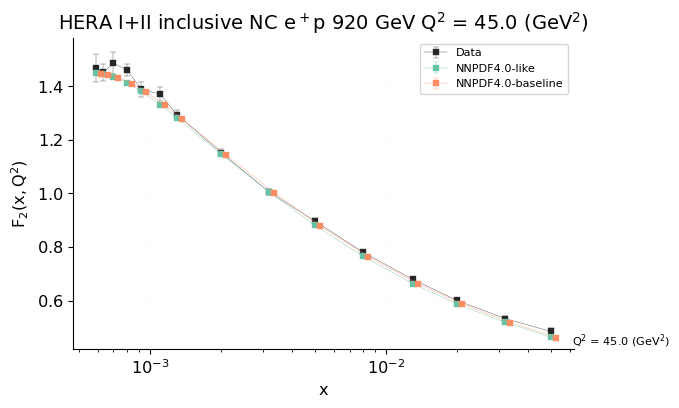 HERA I+II inclusive NC e⁺p 920 GeV Q² = 45.0 (GeV²)
Data
NNPDF4.0-like
NNPDF4.0-baseline
F₂(x, Q²)
1.4
1.2
1.0
0.8
0.6
Q² = 45.0 (GeV²)
10⁻³
10⁻²
x